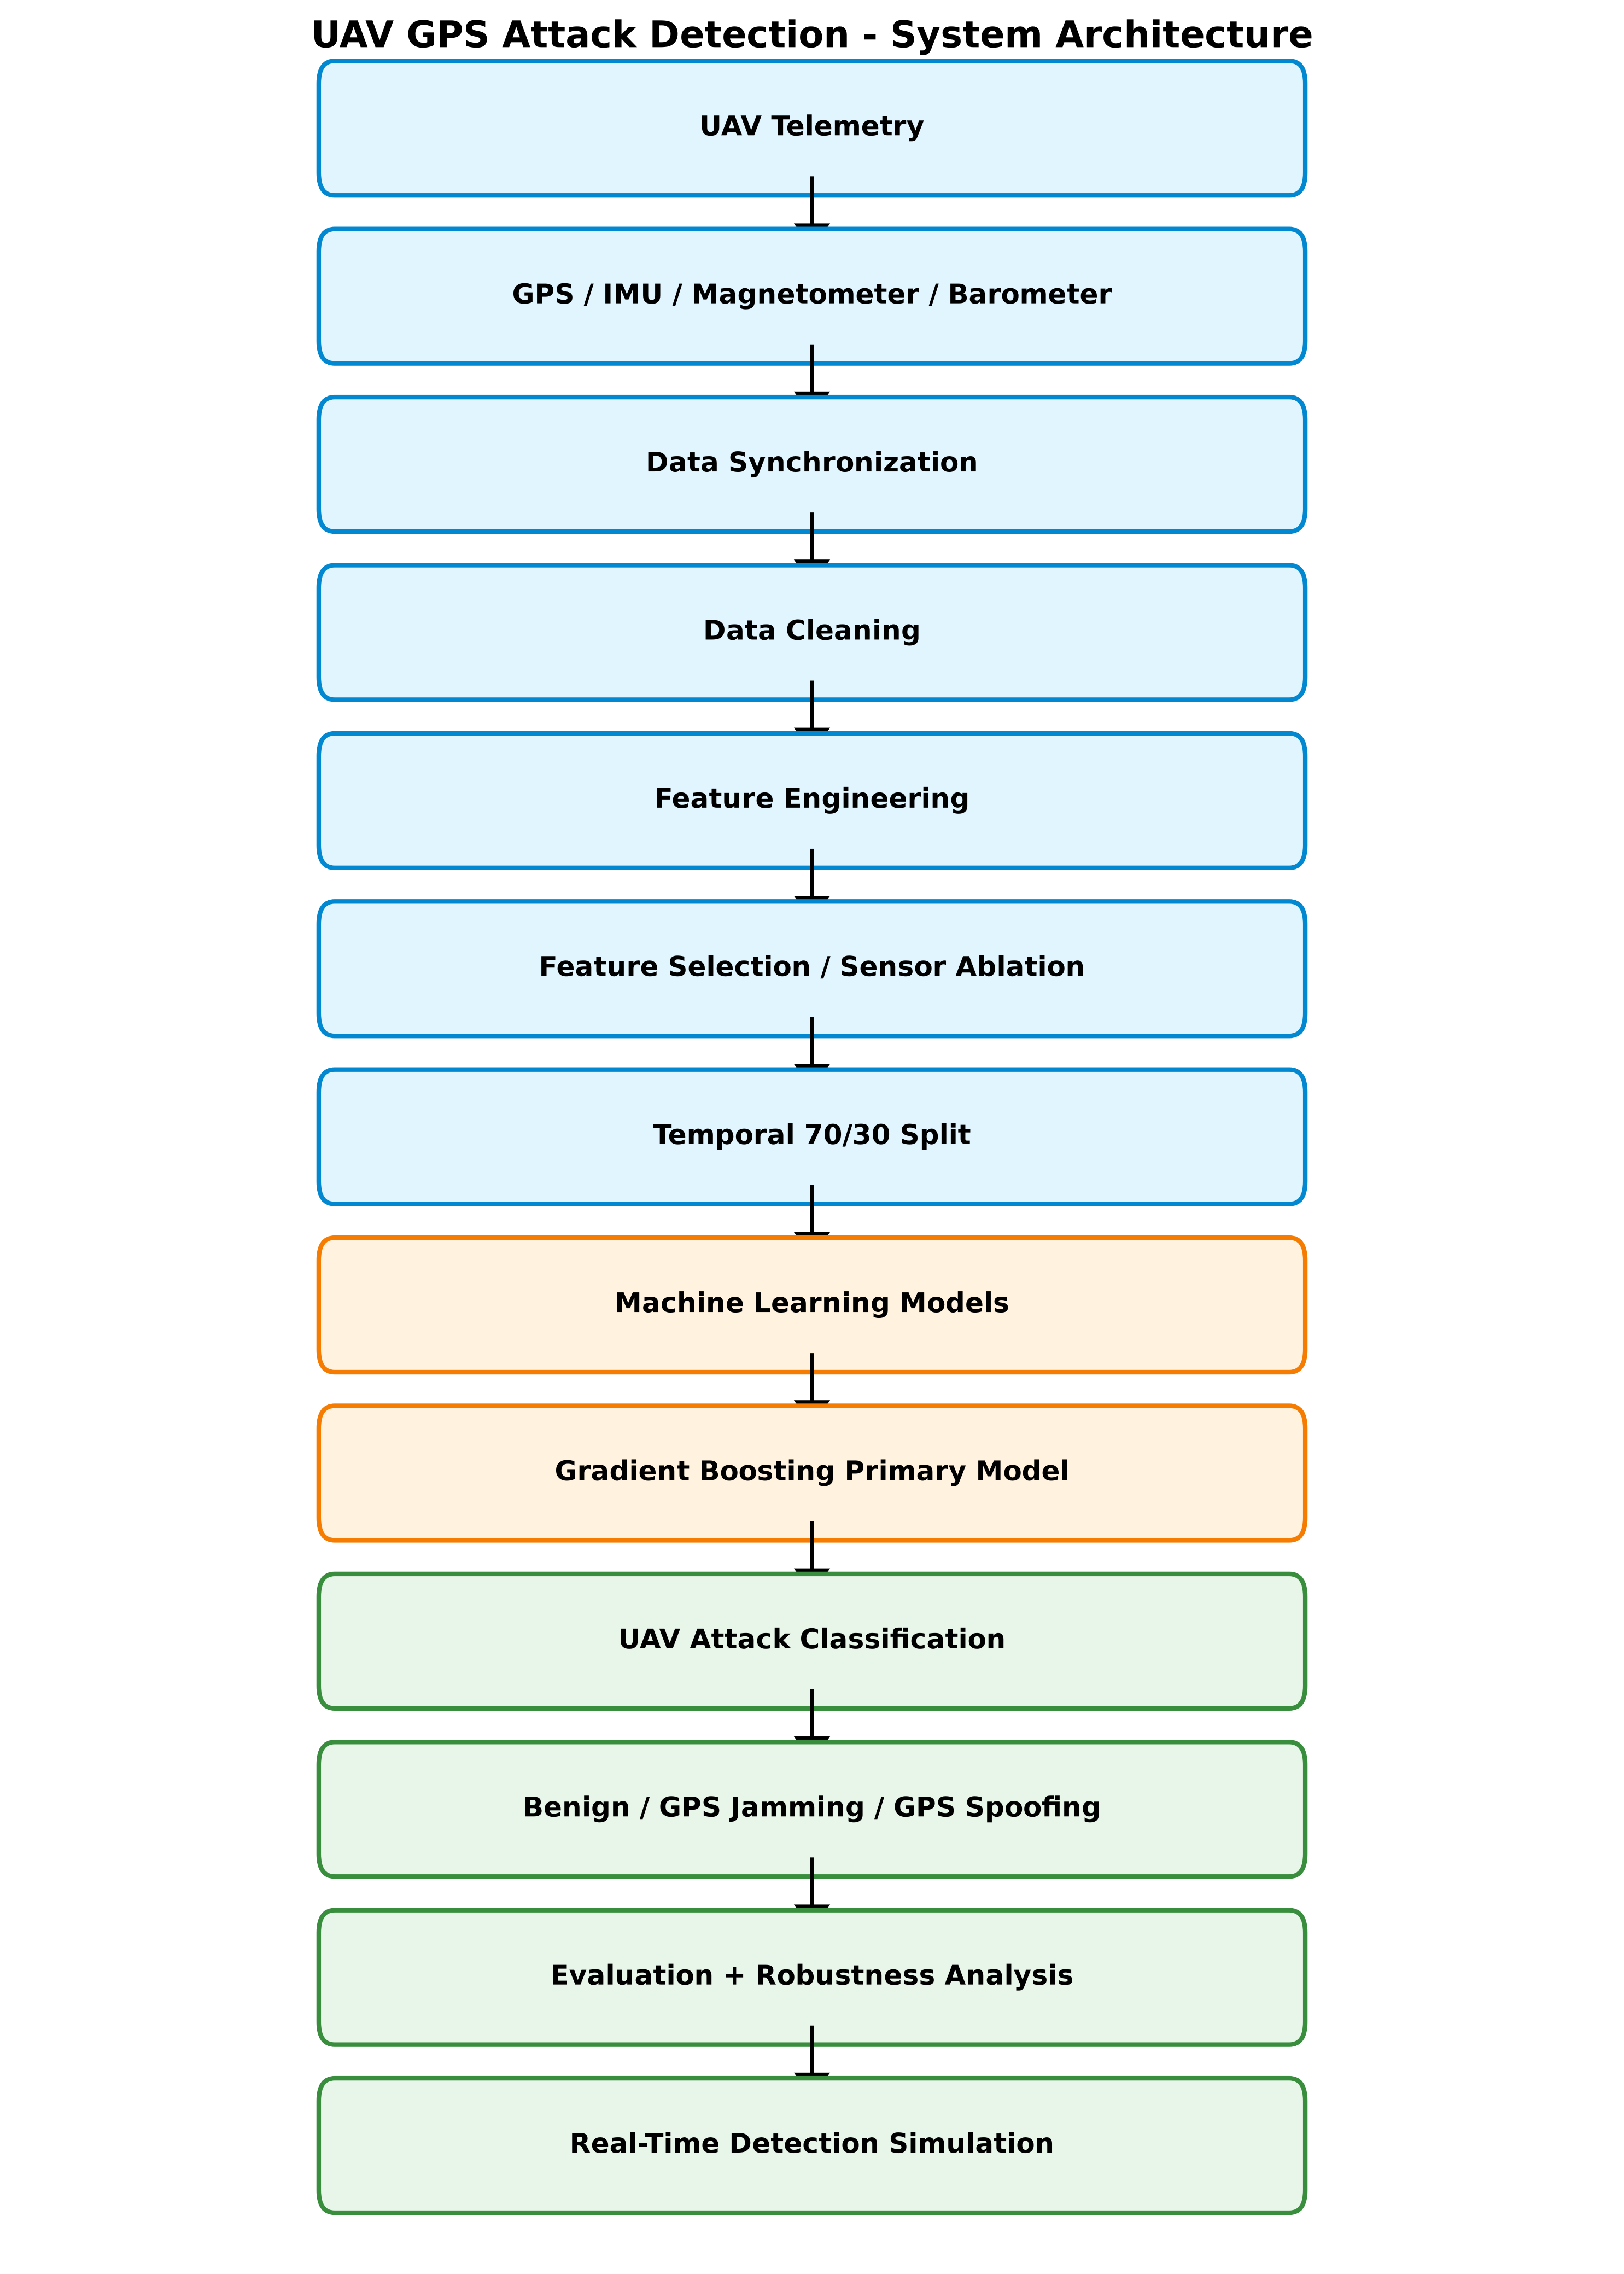 UAV GPS Attack Detection - System Architecture
UAV Telemetry
GPS / IMU / Magnetometer / Barometer
Data Synchronization
Data Cleaning
Feature Engineering
Feature Selection / Sensor Ablation
Temporal 70/30 Split
Machine Learning Models
Gradient Boosting Primary Model
UAV Attack Classification
Benign / GPS Jamming / GPS Spoofing
Evaluation + Robustness Analysis
Real-Time Detection Simulation